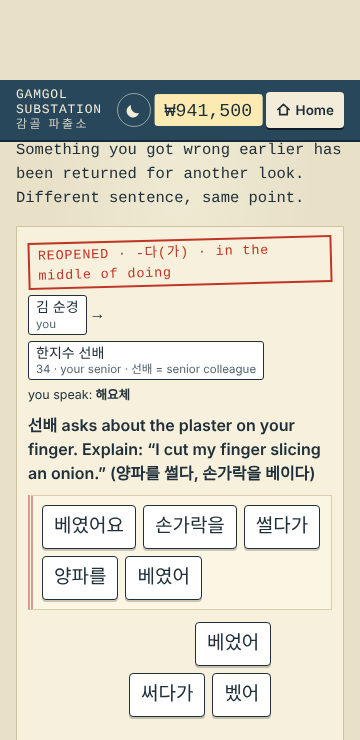 GAMGOL
SUBSTATION
감골 파출소
₩941,500
Home
Something you got wrong earlier has
been returned for another look.
Different sentence, same point.
REOPENED · -다(가) · in the
middle of doing
김 순경
you
→
한지수 선배
34 · your senior · 선배 = senior colleague
you speak: 해요체
선배 asks about the plaster on your
finger. Explain: “I cut my finger slicing
an onion.” (양파를 썰다, 손가락을 베이다)
베였어요 손가락을 썰다가
양파를 베였어
베었어
써다가 벴어